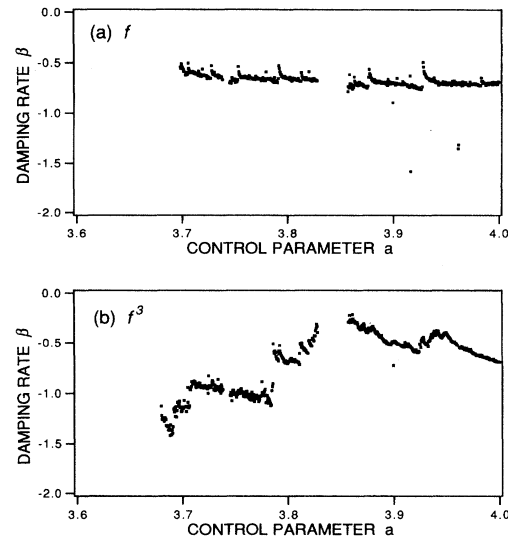 0.0
(a) f
-0.5
-1.0
-1.5
-2.0
DAMPING RATE β
3.6 3.7 3.8 3.9 4.0
CONTROL PARAMETER a
0.0
(b) f³
-0.5
-1.0
-1.5
-2.0
DAMPING RATE β
3.6 3.7 3.8 3.9 4.0
CONTROL PARAMETER a